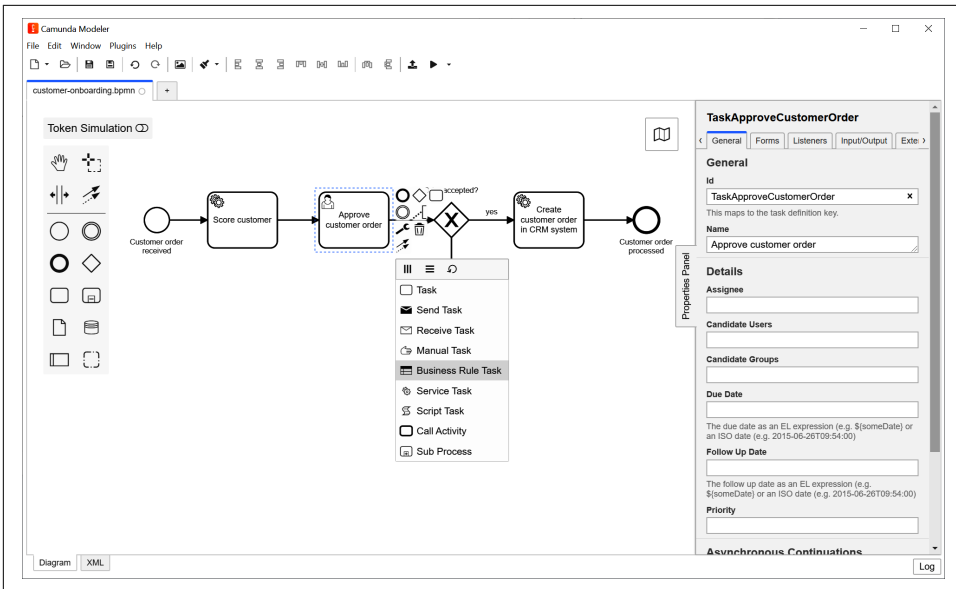 Camunda Modeler
File Edit Window Plugins Help
customer-onboarding.bpmn
+
Token Simulation
Customer order
received
Score customer
Approve
customer order
accepted?
yes
Create
customer order
in CRM system
Customer order
processed
Task
Send Task
Receive Task
Manual Task
Business Rule Task
Service Task
Script Task
Call Activity
Sub Process
Properties Panel
TaskApproveCustomerOrder
General Forms Listeners Input/Output Exte
General
Id
TaskApproveCustomerOrder
This maps to the task definition key.
Name
Approve customer order
Details
Assignee
Candidate Users
Candidate Groups
Due Date
The due date as an EL expression (e.g. ${someDate} or
an ISO date (e.g. 2015-06-26T09:54:00)
Follow Up Date
The follow up date as an EL expression (e.g.
${someDate} or an ISO date (e.g. 2015-06-26T09:54:00)
Priority
Asynchronous Continuations
Diagram XML
Log